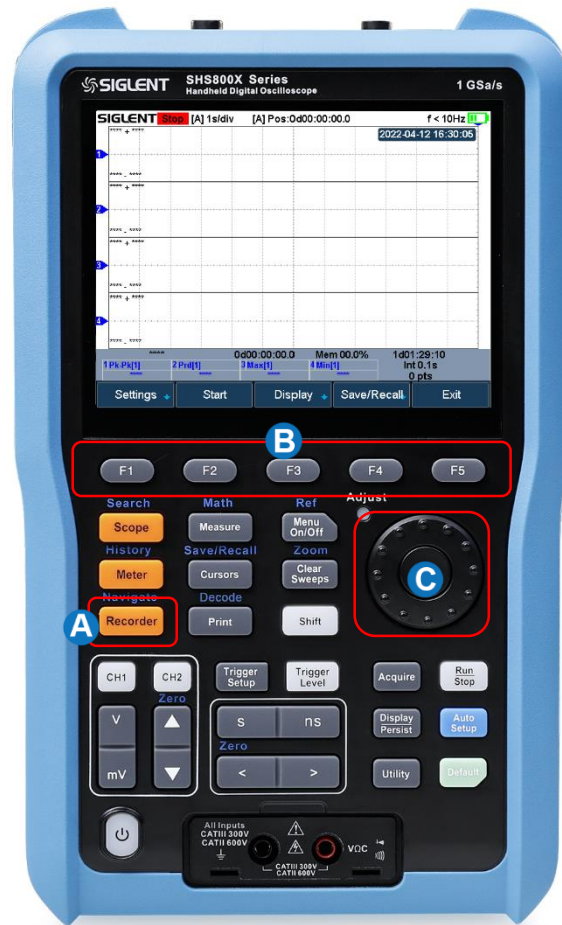 SIGLENT SHS800X Series 1 GSa/s
Handheld Digital Oscilloscope
SIGLENT Stop [A] 1s/div [A] Pos:0d00:00:00.0 f < 10Hz
2022-04-12 16:30:05
**** + ****
1
**** - ****
**** + ****
2
**** - ****
**** + ****
3
**** - ****
**** + ****
4
**** - ****
**** 0d00:00:00.0 Mem 00.0% 1d01:29:10
1 Pk-Pk[1] 2 Prd[1] 3 Max[1] 4 Min[1] Int 0.1s
**** **** **** **** 0 pts
Settings Start Display Save/Recall Exit
B
F1 F2 F3 F4 F5
Search Math Ref Adjust
Scope Measure Menu On/Off
History Save/Recall Zoom
Meter Cursors Clear Sweeps
C
Navigate Decode
A Recorder Print Shift
CH1 CH2 Trigger Setup Trigger Level Acquire Run Stop
Zero
V s ns Display Persist Auto Setup
Zero
mV < > Utility Default
All Inputs
CATIII 300V
CATII 600V
VΩC
CATIII 300V
CATII 600V